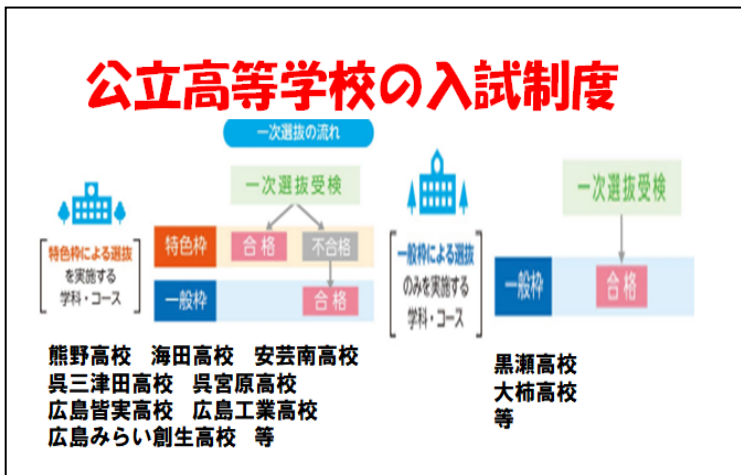 公立高等学校の入試制度
一次選抜の流れ
一次選抜受検
特色枠による選抜
を実施する
学科・コース
特色枠
合格
不合格
一般枠
合格
熊野高校 海田高校 安芸南高校
呉三津田高校 呉宮原高校
広島皆実高校 広島工業高校
広島みらい創生高校 等
一般枠による選抜
のみを実施する
学科・コース
一次選抜受検
一般枠
合格
黒瀬高校
大柿高校
等